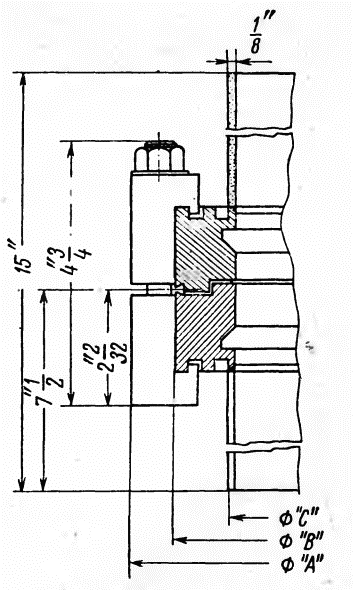 1/8″
15″
4″ 3/4
7″ 1/2
2″ 2/32
Ø"C"
Ø"B"
Ø"A"